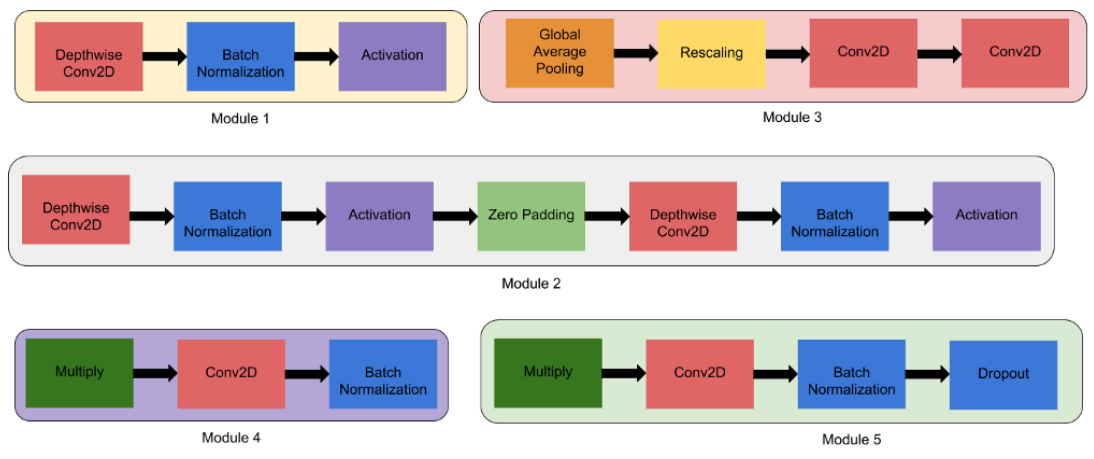 Depthwise
Conv2D
Batch
Normalization
Activation
Module 1
Global
Average
Pooling
Rescaling
Conv2D
Conv2D
Module 3
Depthwise
Conv2D
Batch
Normalization
Activation
Zero Padding
Depthwise
Conv2D
Batch
Normalization
Activation
Module 2
Multiply
Conv2D
Batch
Normalization
Module 4
Multiply
Conv2D
Batch
Normalization
Dropout
Module 5